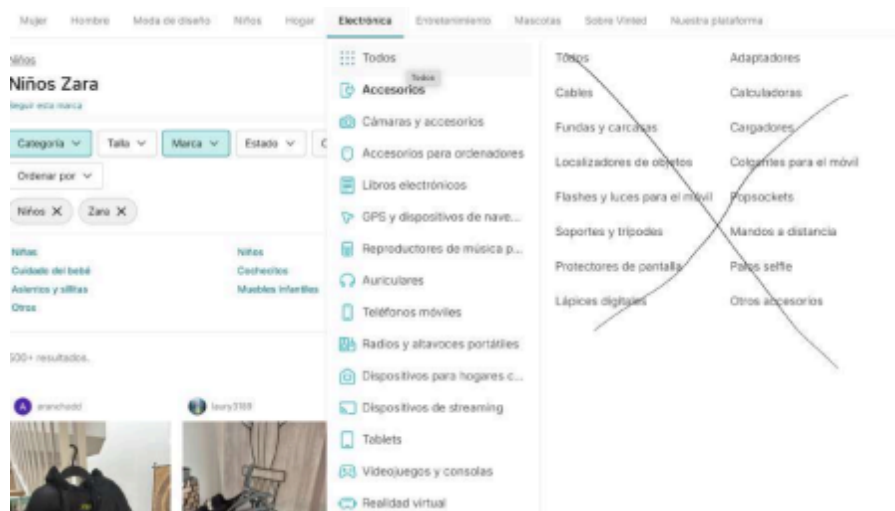 Mujer Hombre Moda de diseño Niños Hogar Electrónica Entretenimiento Mascotas Sobre Vinted Nuestra plataforma
Niños
Niños Zara
Seguir esta marca
Categoría Talla Marca Estado C
Ordenar por
Niños X Zara X
Niñas Niños
Cuidado del bebé Cochecitos
Asientos y sillitas Muebles infantiles
Otros
500+ resultados.
aranchadd laury3189
Todos
Todos
Accesorios
Cámaras y accesorios
Accesorios para ordenadores
Libros electrónicos
GPS y dispositivos de nave...
Reproductores de música p...
Auriculares
Teléfonos móviles
Radios y altavoces portátiles
Dispositivos para hogares c...
Dispositivos de streaming
Tablets
Videojuegos y consolas
Realidad virtual
Todos Adaptadores
Cables Calculadoras
Fundas y carcasas Cargadores
Localizadores de objetos Colgantes para el móvil
Flashes y luces para el móvil Popsockets
Soportes y trípodes Mandos a distancia
Protectores de pantalla Palos selfie
Lápices digitales Otros accesorios